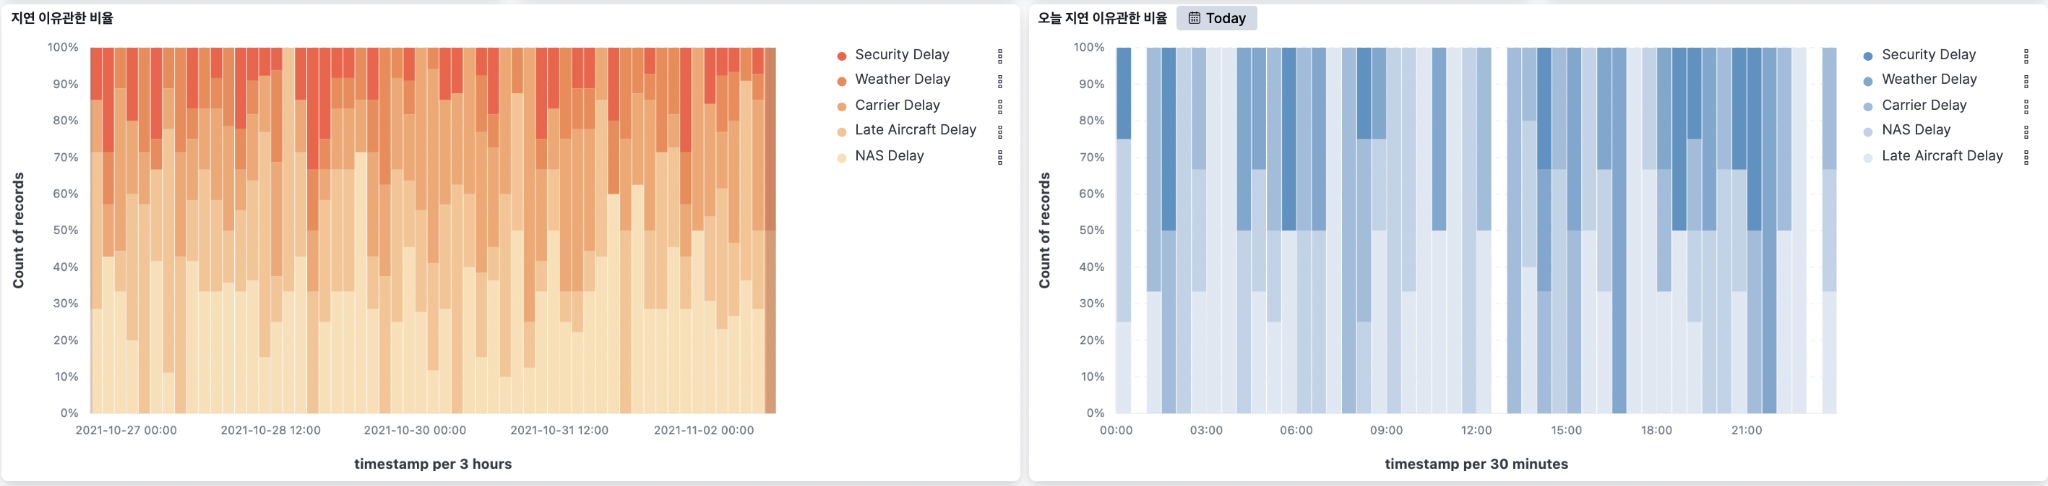 지연 이유관한 비율
100%
90%
80%
70%
60%
50%
40%
30%
20%
10%
0%
Count of records
2021-10-27 00:00
2021-10-28 12:00
2021-10-30 00:00
2021-10-31 12:00
2021-11-02 00:00
timestamp per 3 hours
Security Delay
Weather Delay
Carrier Delay
Late Aircraft Delay
NAS Delay
오늘 지연 이유관한 비율
Today
100%
90%
80%
70%
60%
50%
40%
30%
20%
10%
0%
Count of records
00:00
03:00
06:00
09:00
12:00
15:00
18:00
21:00
timestamp per 30 minutes
Security Delay
Weather Delay
Carrier Delay
NAS Delay
Late Aircraft Delay